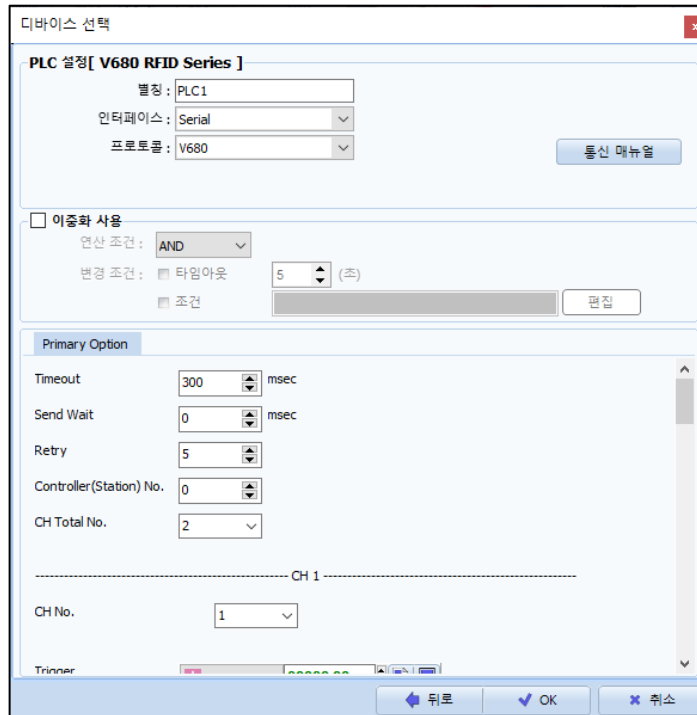 디바이스 선택
PLC 설정[ V680 RFID Series ]
별칭 : PLC1
인터페이스 : Serial
프로토콜 : V680
통신 매뉴얼
이중화 사용
연산 조건 : AND
변경 조건 : 타임아웃 5 (초)
조건 편집
Primary Option
Timeout 300 msec
Send Wait 0 msec
Retry 5
Controller(Station) No. 0
CH Total No. 2
CH 1
CH No. 1
Trigger
뒤로 OK 취소